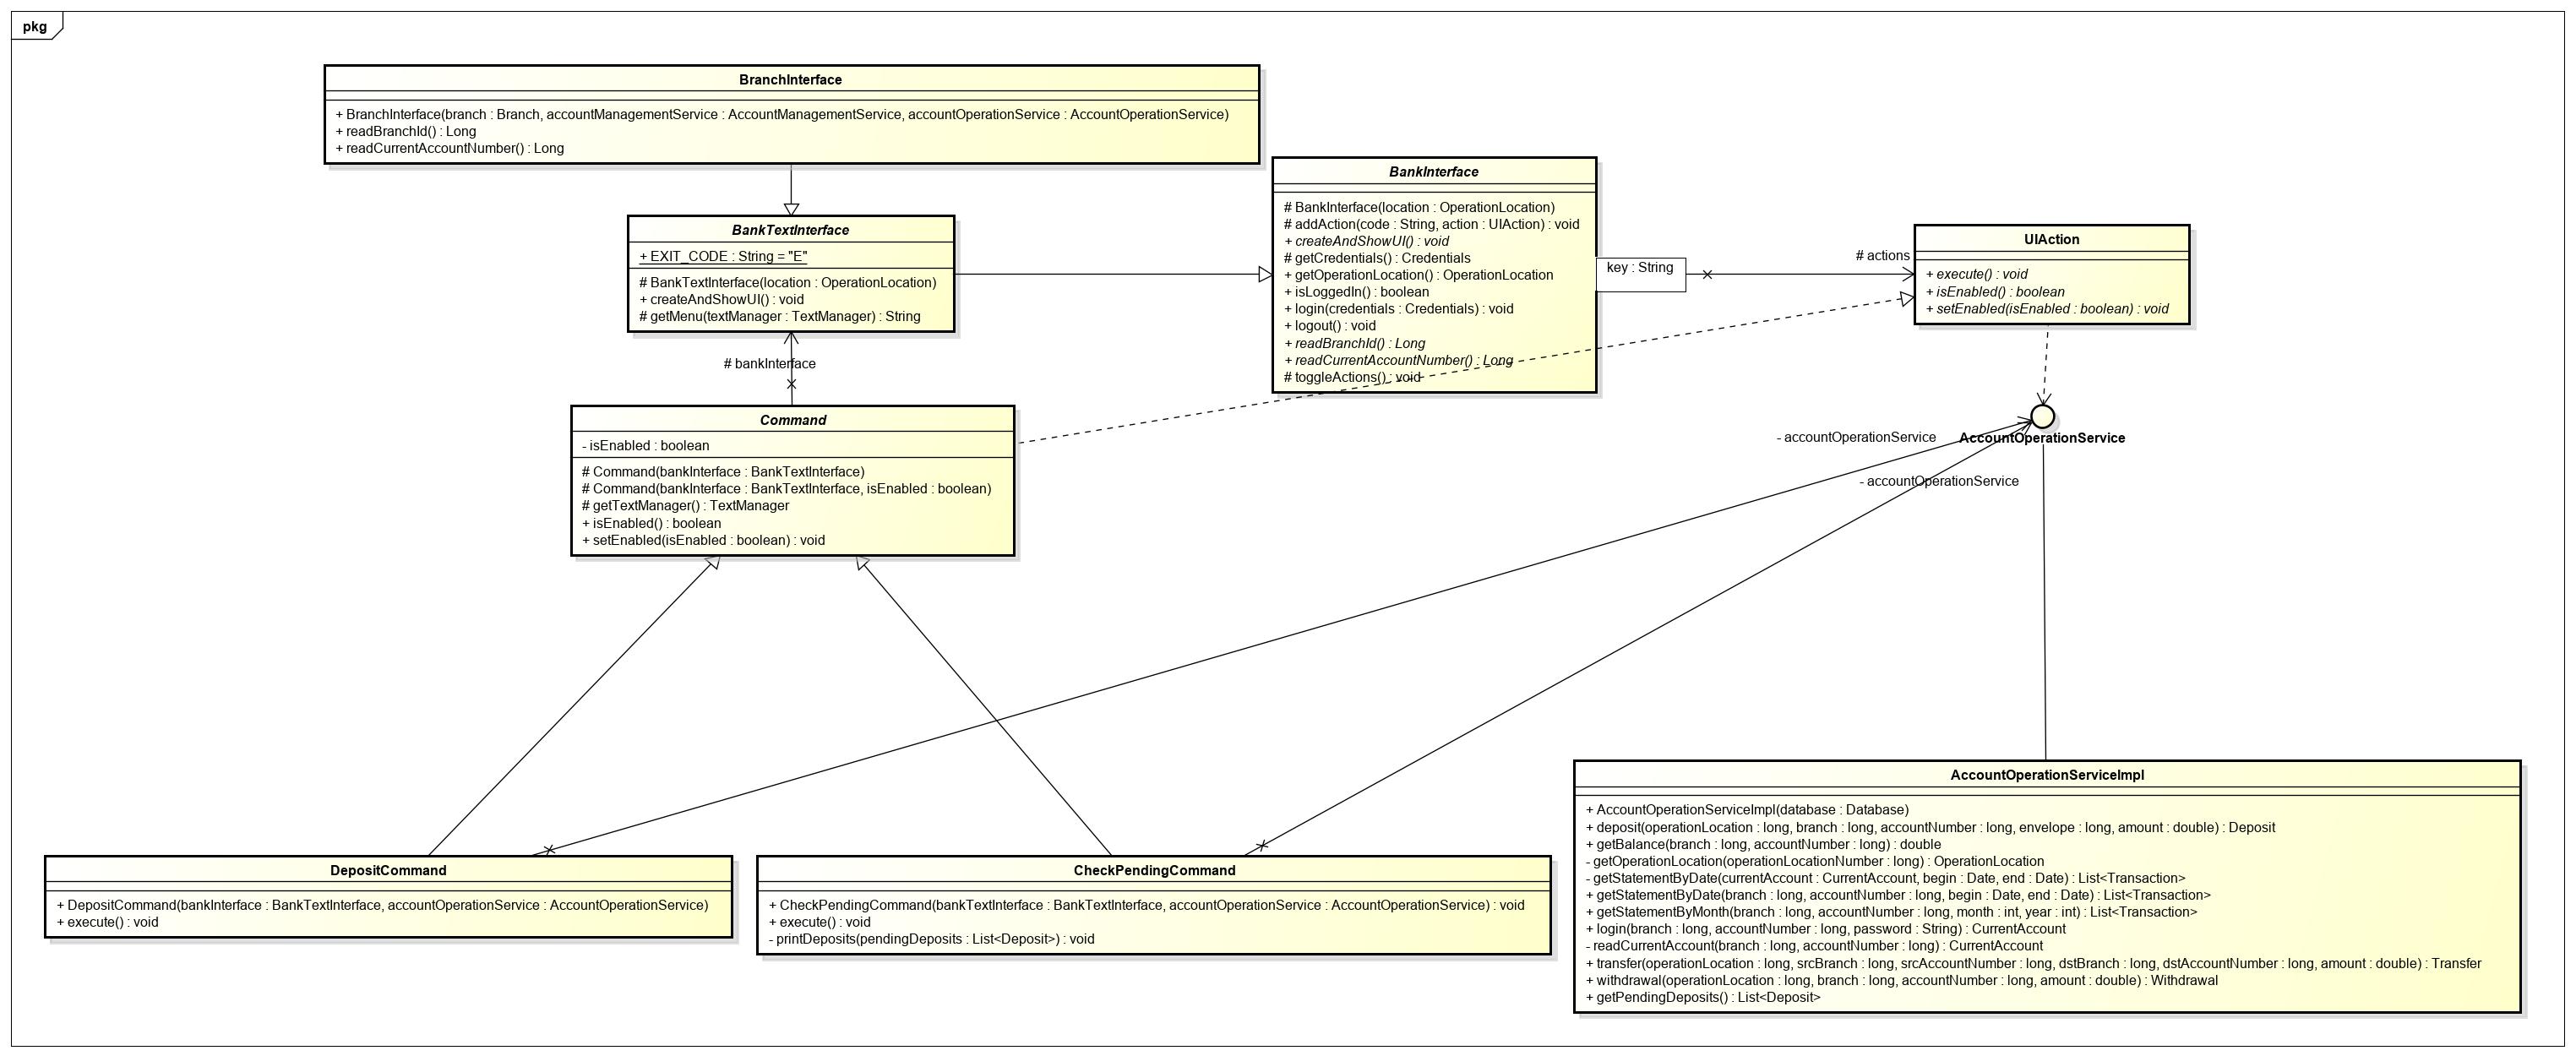 pkg
BranchInterface
+ BranchInterface(branch : Branch, accountManagementService : AccountManagementService, accountOperationService : AccountOperationService)
+ readBranchId() : Long
+ readCurrentAccountNumber() : Long
BankInterface
# BankInterface(location : OperationLocation)
# addAction(code : String, action : UIAction) : void
+ createAndShowUI() : void
# getCredentials() : Credentials
+ getOperationLocation() : OperationLocation
+ isLoggedIn() : boolean
+ login(credentials : Credentials) : void
+ logout() : void
+ readBranchId() : Long
+ readCurrentAccountNumber() : Long
# toggleActions() : void
key : String
# actions
UIAction
+ execute() : void
+ isEnabled() : boolean
+ setEnabled(isEnabled : boolean) : void
BankTextInterface
+ EXIT_CODE : String = "E"
# BankTextInterface(location : OperationLocation)
+ createAndShowUI() : void
# getMenu(textManager : TextManager) : String
# bankInterface
Command
- isEnabled : boolean
# Command(bankInterface : BankTextInterface)
# Command(bankInterface : BankTextInterface, isEnabled : boolean)
# getTextManager() : TextManager
+ isEnabled() : boolean
+ setEnabled(isEnabled : boolean) : void
- accountOperationService
AccountOperationService
- accountOperationService
DepositCommand
+ DepositCommand(bankInterface : BankTextInterface, accountOperationService : AccountOperationService)
+ execute() : void
CheckPendingCommand
+ CheckPendingCommand(bankTextInterface : BankTextInterface, accountOperationService : AccountOperationService) : void
+ execute() : void
- printDeposits(pendingDeposits : List<Deposit>) : void
AccountOperationServiceImpl
+ AccountOperationServiceImpl(database : Database)
+ deposit(operationLocation : long, branch : long, accountNumber : long, envelope : long, amount : double) : Deposit
+ getBalance(branch : long, accountNumber : long) : double
- getOperationLocation(operationLocationNumber : long) : OperationLocation
- getStatementByDate(currentAccount : CurrentAccount, begin : Date, end : Date) : List<Transaction>
+ getStatementByDate(branch : long, accountNumber : long, begin : Date, end : Date) : List<Transaction>
+ getStatementByMonth(branch : long, accountNumber : long, month : int, year : int) : List<Transaction>
+ login(branch : long, accountNumber : long, password : String) : CurrentAccount
- readCurrentAccount(branch : long, accountNumber : long) : CurrentAccount
+ transfer(operationLocation : long, srcBranch : long, srcAccountNumber : long, dstBranch : long, dstAccountNumber : long, amount : double) : Transfer
+ withdrawal(operationLocation : long, branch : long, accountNumber : long, amount : double) : Withdrawal
+ getPendingDeposits() : List<Deposit>